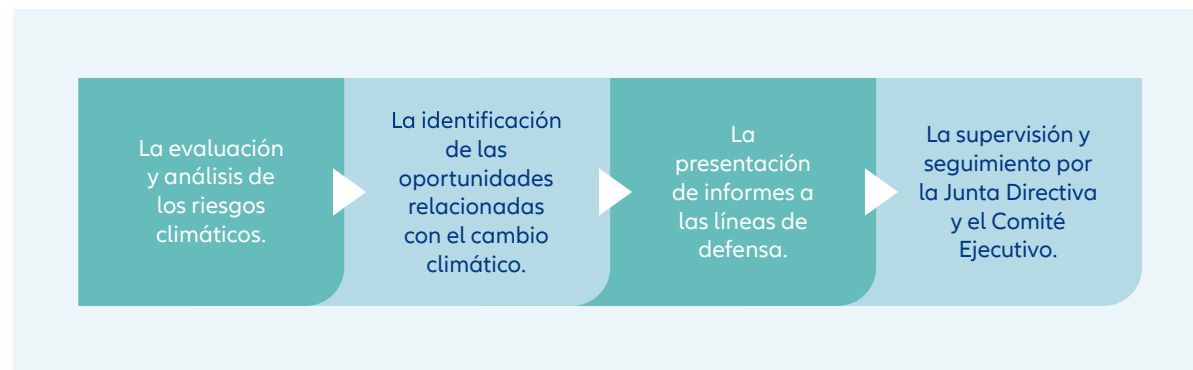 La evaluación
y análisis de
los riesgos
climáticos.
La identificación
de las
oportunidades
relacionadas
con el cambio
climático.
La
presentación
de informes a
las líneas de
defensa.
La supervisión y
seguimiento por
la Junta Directiva
y el Comité
Ejecutivo.